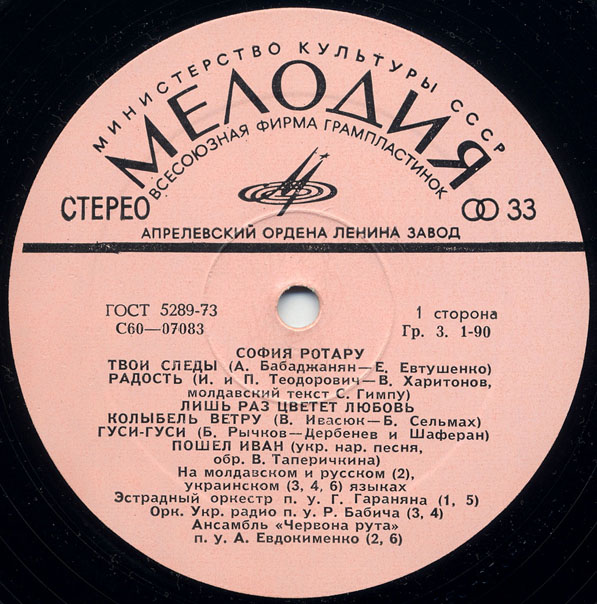 МИНИСТЕРСТВО КУЛЬТУРЫ СССР
МЕЛОДИЯ
ВСЕСОЮЗНАЯ ФИРМА ГРАМПЛАСТИНОК
СТЕРЕО
33
АПРЕЛЕВСКИЙ ОРДЕНА ЛЕНИНА ЗАВОД
ГОСТ 5289-73
1 сторона
С60—07083
Гр. 3. 1-90
СОФИЯ РОТАРУ
ТВОИ СЛЕДЫ (А. Бабаджанян—Е. Евтушенко)
РАДОСТЬ (И. и П. Теодорович—В. Харитонов,
молдавский текст С. Гимпу)
ЛИШЬ РАЗ ЦВЕТЕТ ЛЮБОВЬ
КОЛЫБЕЛЬ ВЕТРУ (В. Ивасюк—Б. Сельмах)
ГУСИ-ГУСИ (Б. Рычков—Дербенев и Шаферан)
ПОШЕЛ ИВАН (укр. нар. песня,
обр. В. Таперичкина)
На молдавском и русском (2),
украинском (3, 4, 6) языках
Эстрадный оркестр п. у. Г. Гараняна (1, 5)
Орк. Укр. радио п. у. Р. Бабича (3, 4)
Ансамбль «Червона рута»
п. у. А. Евдокименко (2, 6)